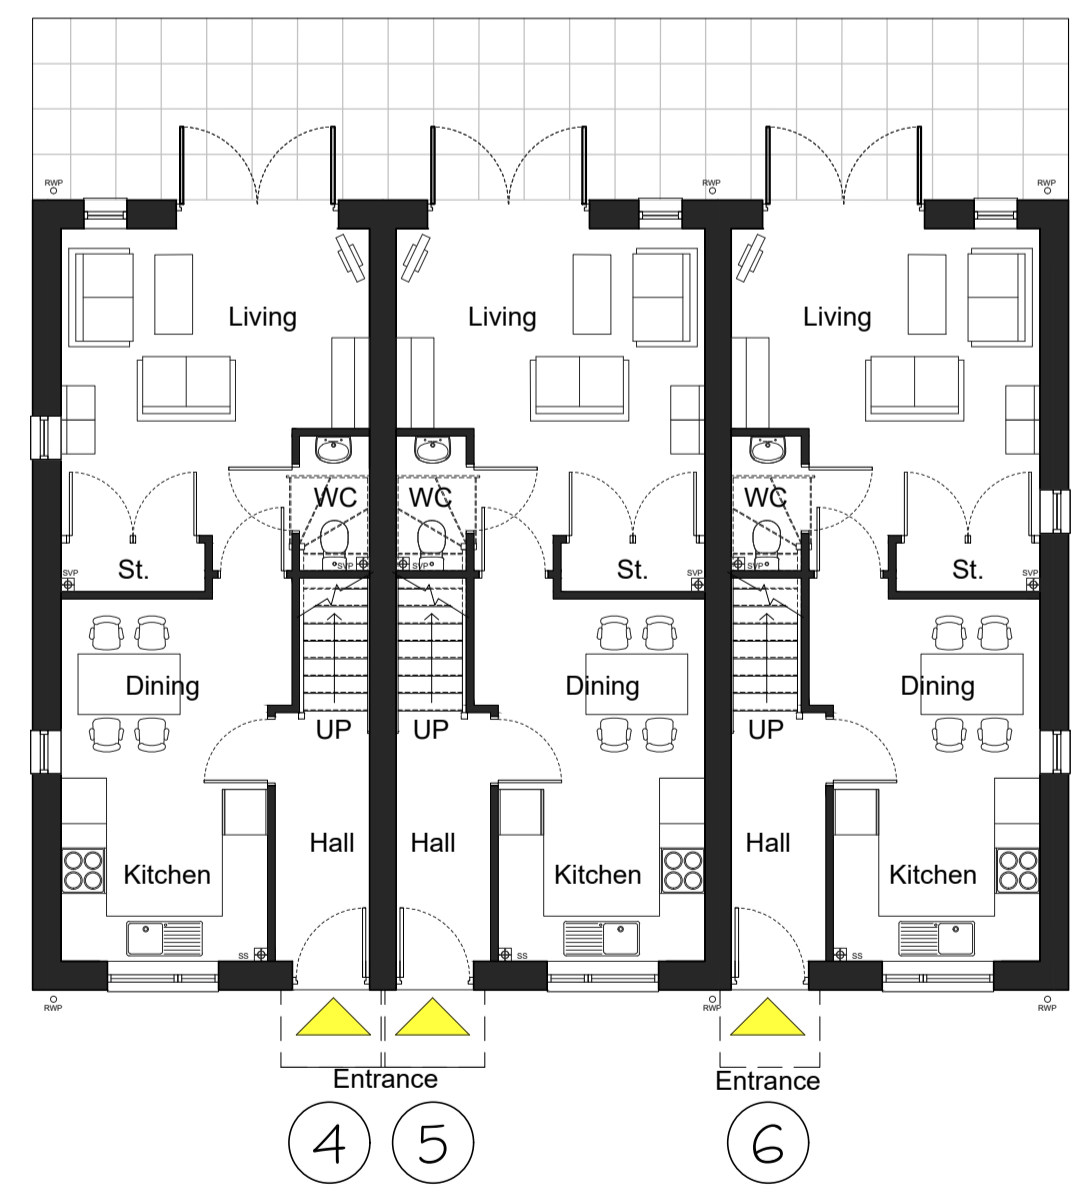 RWP RWP RWP
Living Living Living
WC WC WC
SVP SVP SVP
St. St. St.
SVP SVP SVP
Dining Dining Dining
UP UP UP
Hall Hall Hall
Kitchen Kitchen Kitchen
SS SS SS
RWP RWP RWP
Entrance Entrance
4 5 6